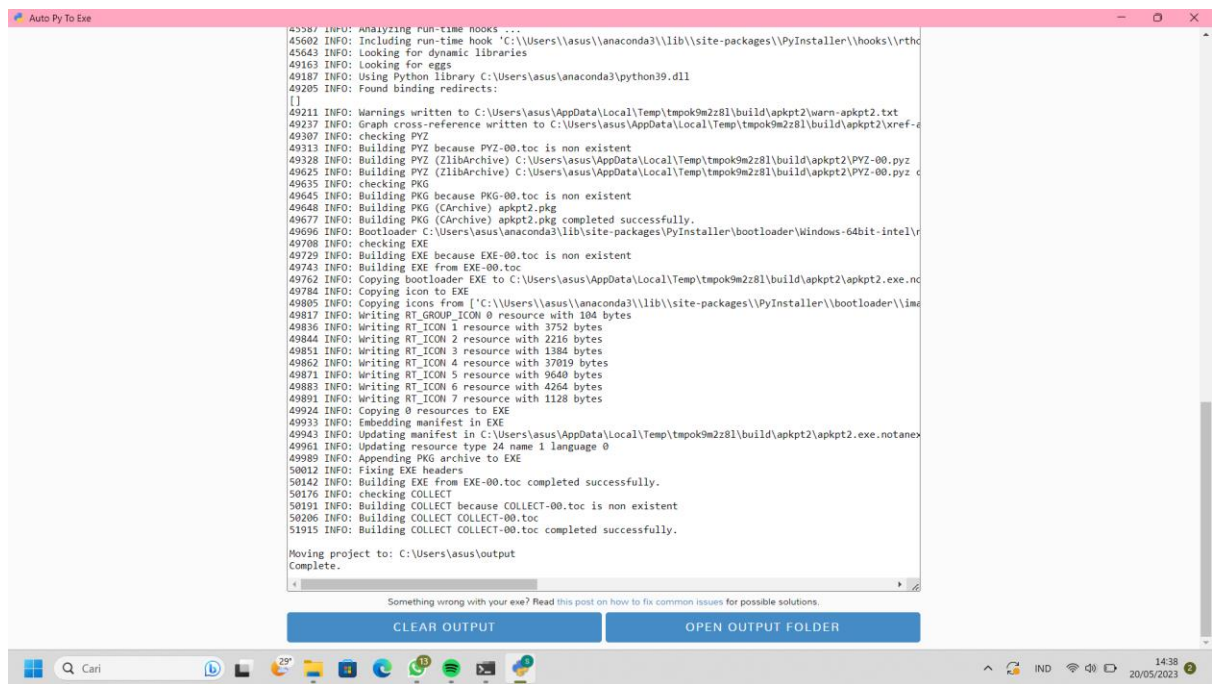 Auto Py To Exe
45587 INFO: Analyzing run-time hooks ...
45602 INFO: Including run-time hook 'C:\\Users\\asus\\anaconda3\\lib\\site-packages\\PyInstaller\\hooks\\rthc
45643 INFO: Looking for dynamic libraries
49163 INFO: Looking for eggs
49187 INFO: Using Python library C:\Users\asus\anaconda3\python39.dll
49205 INFO: Found binding redirects:
[]
49211 INFO: Warnings written to C:\Users\asus\AppData\Local\Temp\tmpok9m2z8l\build\apkpt2\warn-apkpt2.txt
49237 INFO: Graph cross-reference written to C:\Users\asus\AppData\Local\Temp\tmpok9m2z8l\build\apkpt2\xref-a
49307 INFO: checking PYZ
49313 INFO: Building PYZ because PYZ-00.toc is non existent
49328 INFO: Building PYZ (ZlibArchive) C:\Users\asus\AppData\Local\Temp\tmpok9m2z8l\build\apkpt2\PYZ-00.pyz
49625 INFO: Building PYZ (ZlibArchive) C:\Users\asus\AppData\Local\Temp\tmpok9m2z8l\build\apkpt2\PYZ-00.pyz c
49635 INFO: checking PKG
49645 INFO: Building PKG because PKG-00.toc is non existent
49648 INFO: Building PKG (CArchive) apkpt2.pkg
49677 INFO: Building PKG (CArchive) apkpt2.pkg completed successfully.
49696 INFO: Bootloader C:\Users\asus\anaconda3\lib\site-packages\PyInstaller\bootloader\Windows-64bit-intel\r
49708 INFO: checking EXE
49729 INFO: Building EXE because EXE-00.toc is non existent
49743 INFO: Building EXE from EXE-00.toc
49762 INFO: Copying bootloader EXE to C:\Users\asus\AppData\Local\Temp\tmpok9m2z8l\build\apkpt2\apkpt2.exe.nc
49784 INFO: Copying icon to EXE
49805 INFO: Copying icons from ['C:\\Users\\asus\\anaconda3\\lib\\site-packages\\PyInstaller\\bootloader\\ima
49817 INFO: Writing RT_GROUP_ICON 0 resource with 104 bytes
49836 INFO: Writing RT_ICON 1 resource with 3752 bytes
49844 INFO: Writing RT_ICON 2 resource with 2216 bytes
49851 INFO: Writing RT_ICON 3 resource with 1384 bytes
49862 INFO: Writing RT_ICON 4 resource with 37019 bytes
49871 INFO: Writing RT_ICON 5 resource with 9640 bytes
49883 INFO: Writing RT_ICON 6 resource with 4264 bytes
49891 INFO: Writing RT_ICON 7 resource with 1128 bytes
49924 INFO: Copying 0 resources to EXE
49933 INFO: Embedding manifest in EXE
49943 INFO: Updating manifest in C:\Users\asus\AppData\Local\Temp\tmpok9m2z8l\build\apkpt2\apkpt2.exe.notanex
49961 INFO: Updating resource type 24 name 1 language 0
49989 INFO: Appending PKG archive to EXE
50012 INFO: Fixing EXE headers
50142 INFO: Building EXE from EXE-00.toc completed successfully.
50176 INFO: checking COLLECT
50191 INFO: Building COLLECT because COLLECT-00.toc is non existent
50206 INFO: Building COLLECT COLLECT-00.toc
51915 INFO: Building COLLECT COLLECT-00.toc completed successfully.
Moving project to: C:\Users\asus\output
Complete.
Something wrong with your exe? Read this post on how to fix common issues for possible solutions.
CLEAR OUTPUT OPEN OUTPUT FOLDER
Cari 29° 13 IND 14:38
20/05/2023 2